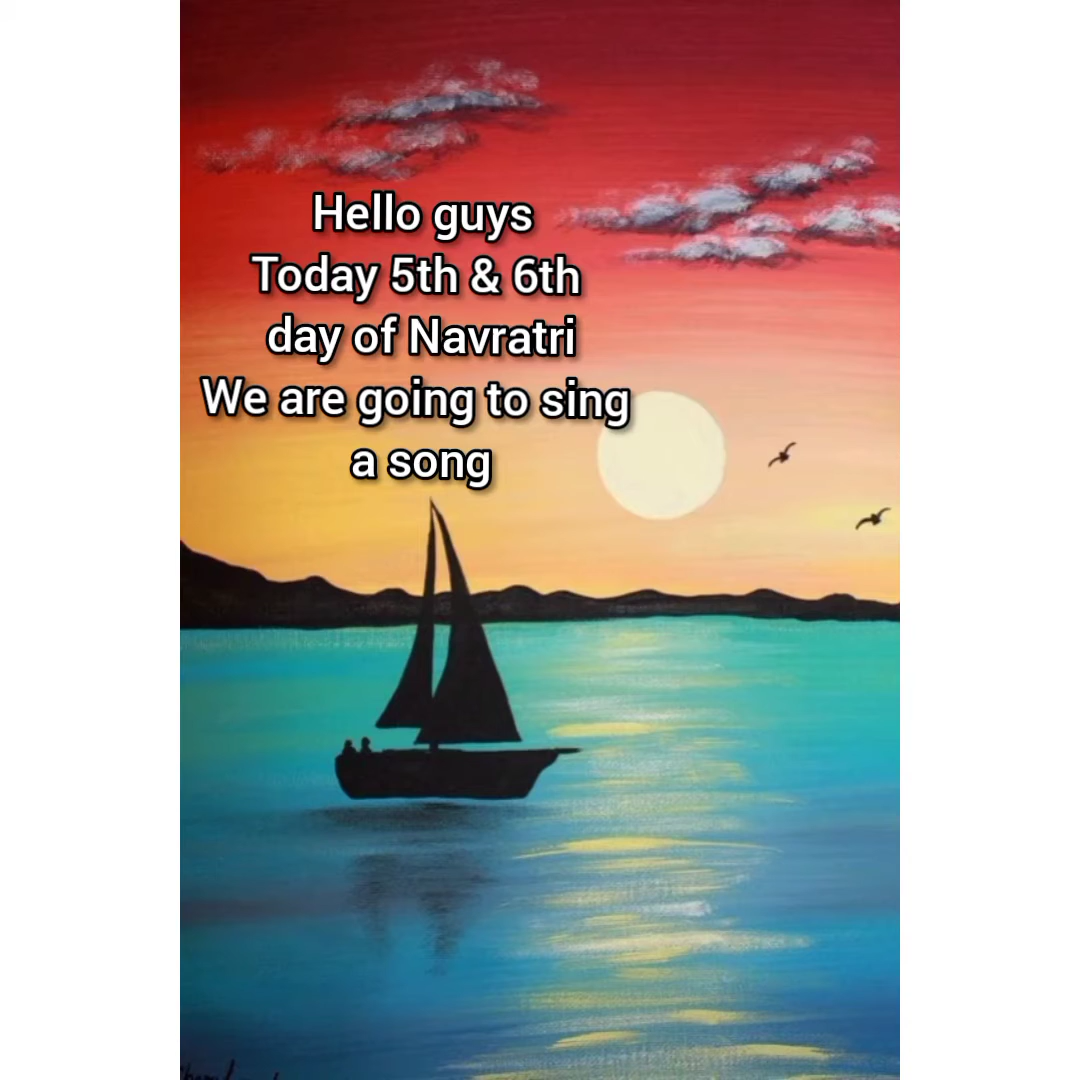 Hello guys
Today 5th & 6th
day of Navratri
We are going to sing
a song